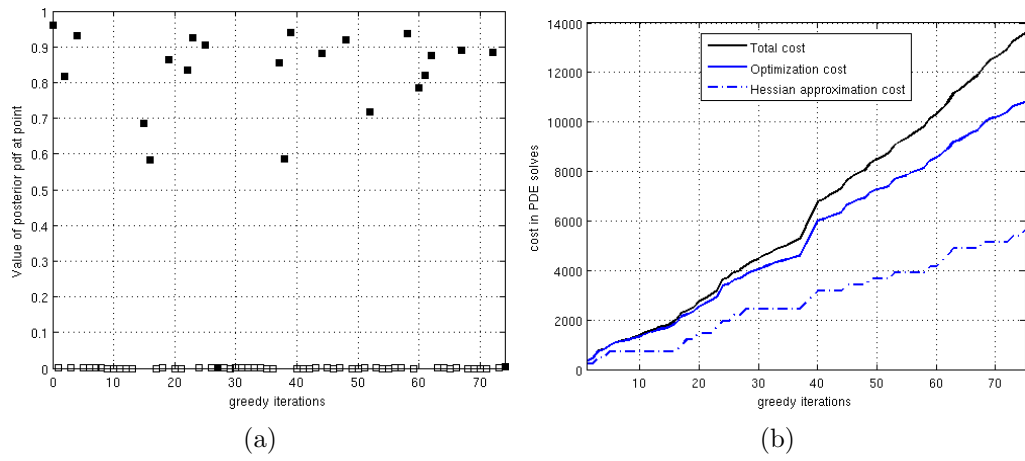 1
0.9
0.8
0.7
0.6
0.5
0.4
0.3
0.2
0.1
0
Value of posterior pdf at point
0 10 20 30 40 50 60 70
greedy iterations
(a)
14000
12000
10000
8000
6000
4000
2000
0
cost in PDE solves
Total cost
Optimization cost
Hessian approximation cost
10 20 30 40 50 60 70
greedy iterations
(b)